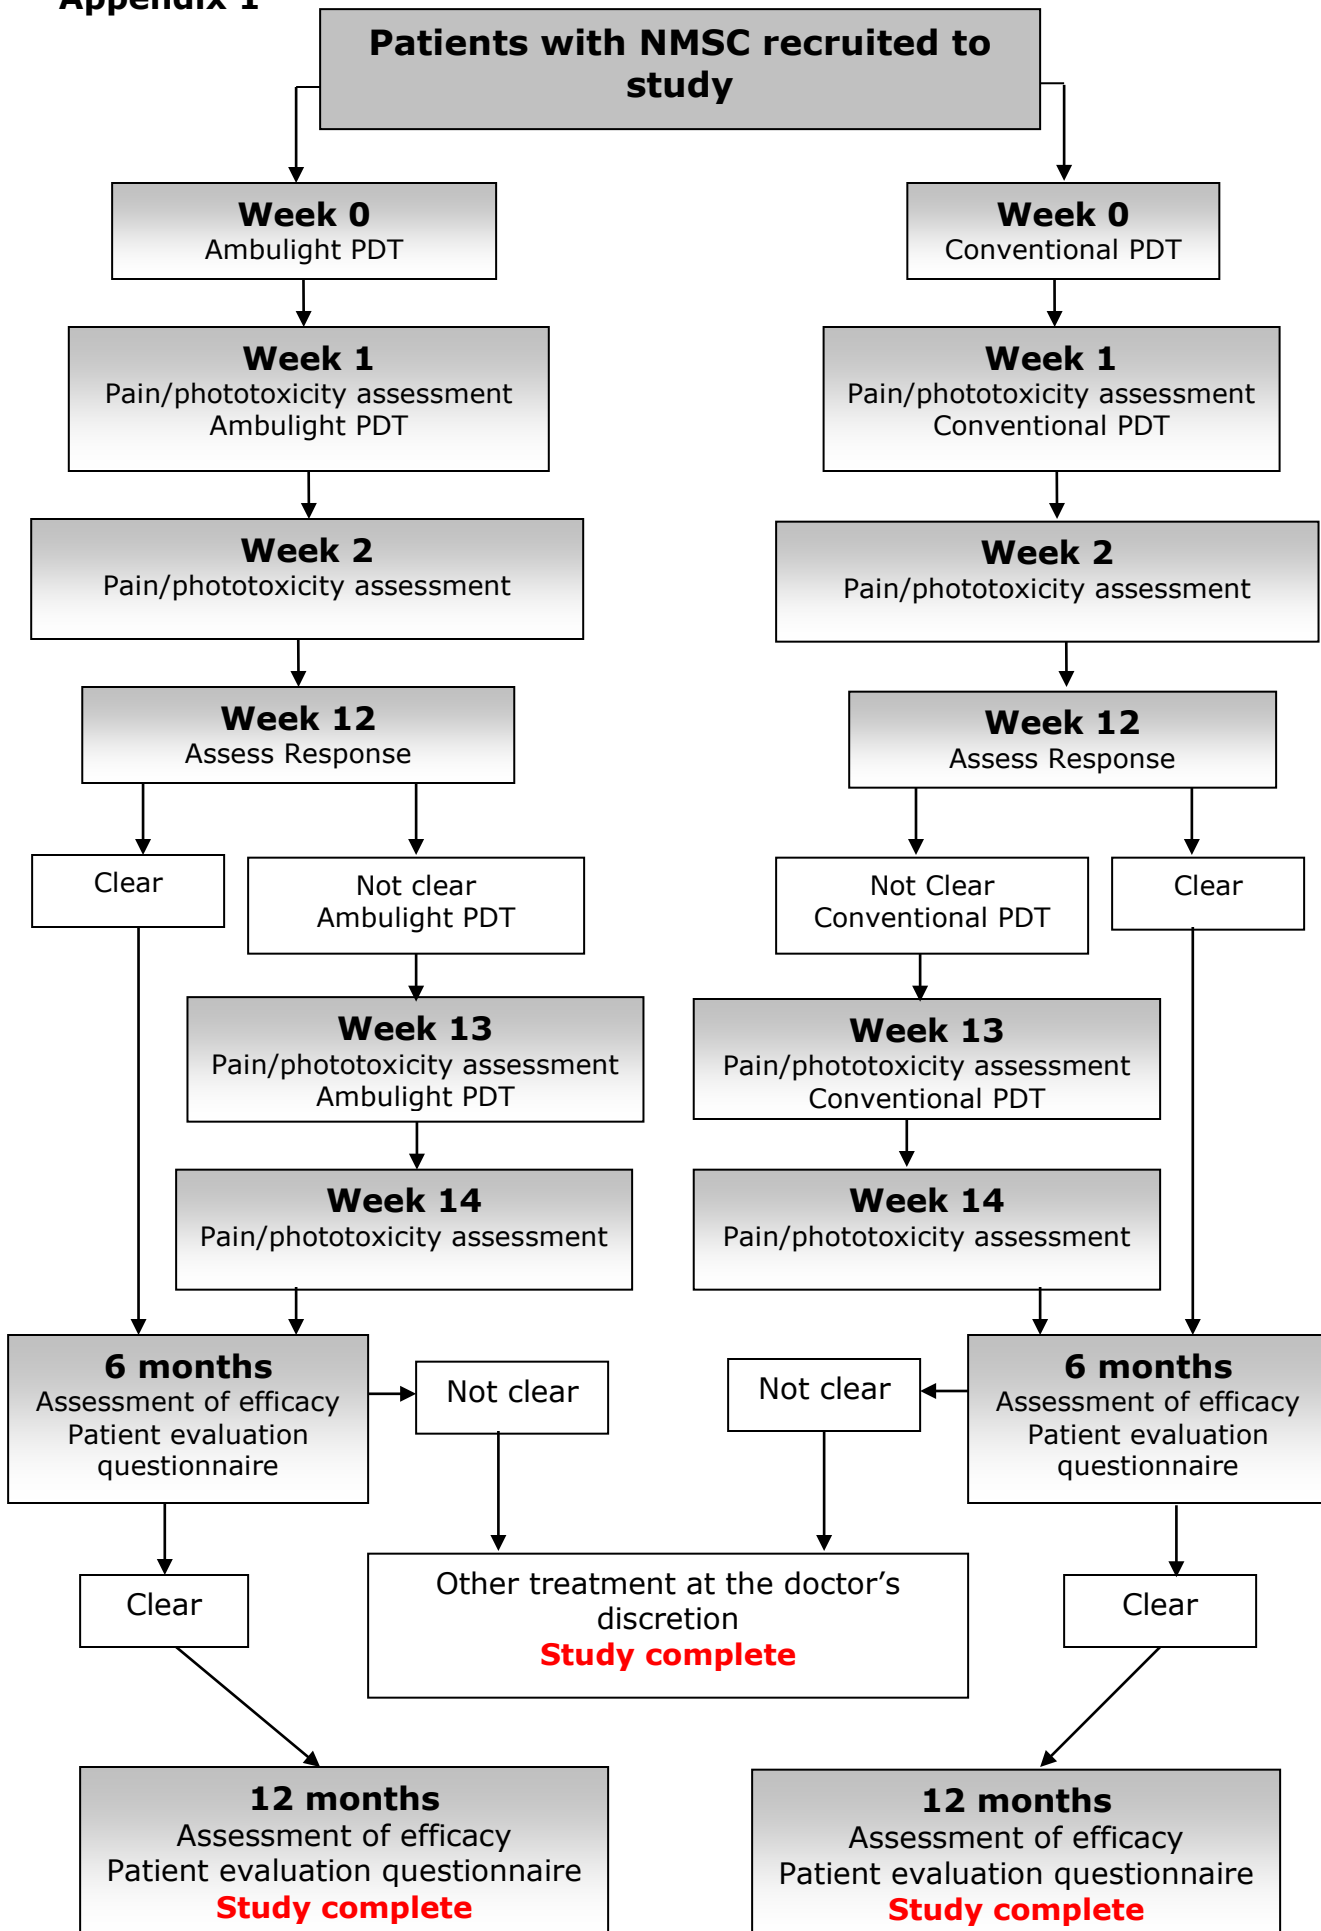 Appendix 1
Patients with NMSC recruited to
study
Week 0
Ambulight PDT
Week 0
Conventional PDT
Week 1
Pain/phototoxicity assessment
Ambulight PDT
Week 1
Pain/phototoxicity assessment
Conventional PDT
Week 2
Pain/phototoxicity assessment
Week 2
Pain/phototoxicity assessment
Week 12
Assess Response
Week 12
Assess Response
Clear
Not clear
Ambulight PDT
Not Clear
Conventional PDT
Clear
Week 13
Pain/phototoxicity assessment
Ambulight PDT
Week 13
Pain/phototoxicity assessment
Conventional PDT
Week 14
Pain/phototoxicity assessment
Week 14
Pain/phototoxicity assessment
6 months
Assessment of efficacy
Patient evaluation
questionnaire
Not clear
Not clear
6 months
Assessment of efficacy
Patient evaluation
questionnaire
Clear
Other treatment at the doctor’s
discretion
Study complete
Clear
12 months
Assessment of efficacy
Patient evaluation questionnaire
Study complete
12 months
Assessment of efficacy
Patient evaluation questionnaire
Study complete